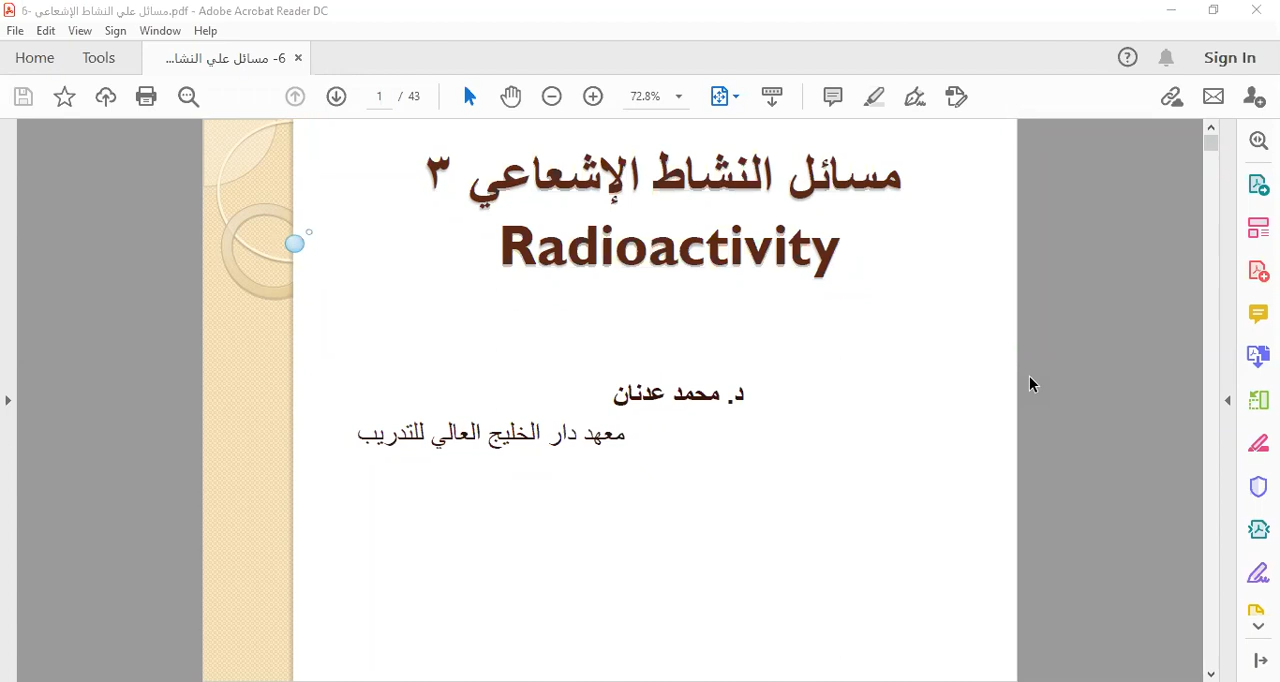 6- مسائل علي النشاط الإشعاعي.pdf - Adobe Acrobat Reader DC
File Edit View Sign Window Help
Home Tools 6- مسائل علي النشا... × Sign In
1 / 43 72.8%
مسائل النشاط الإشعاعي ٣
Radioactivity
د. محمد عدنان
معهد دار الخليج العالي للتدريب